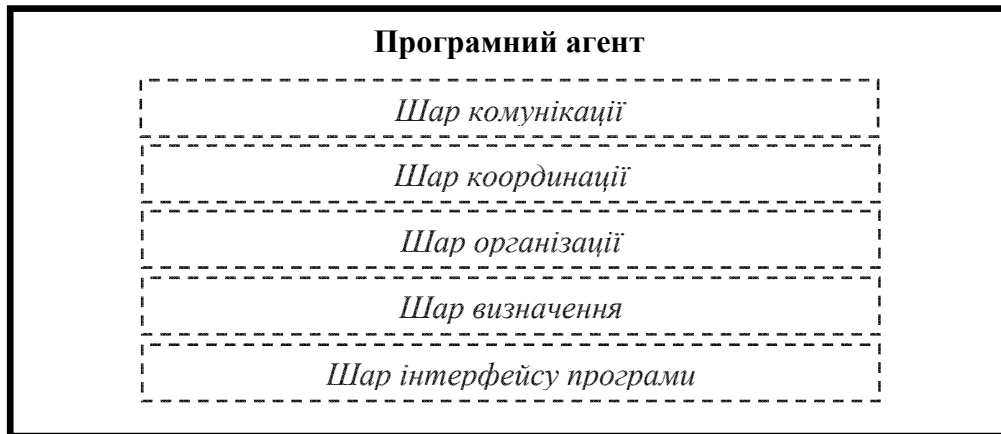 Програмний агент
Шар комунікації
Шар координації
Шар організації
Шар визначення
Шар інтерфейсу програми